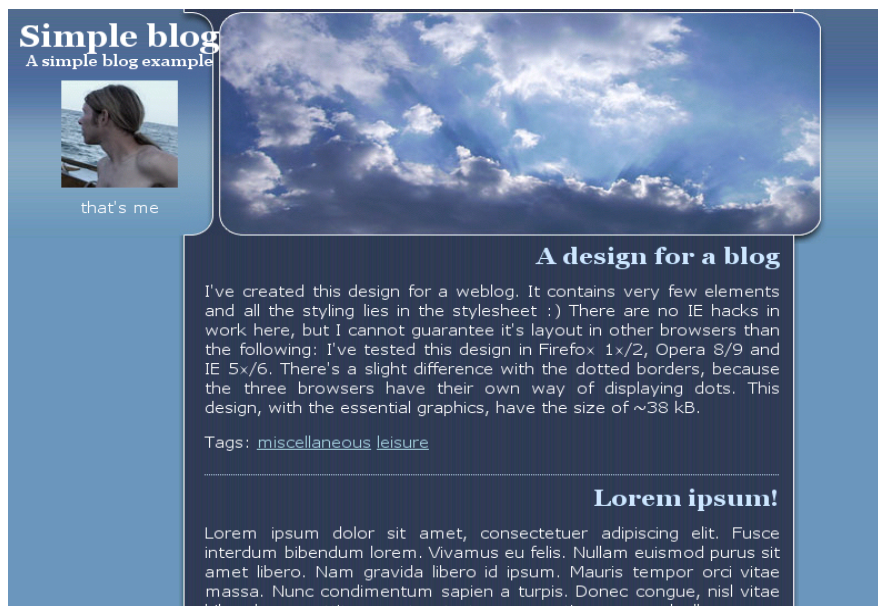 Simple blog
A simple blog example
that's me
A design for a blog
I've created this design for a weblog. It contains very few elements
and all the styling lies in the stylesheet :) There are no IE hacks in
work here, but I cannot guarantee it's layout in other browsers than
the following: I've tested this design in Firefox 1x/2, Opera 8/9 and
IE 5x/6. There's a slight difference with the dotted borders, because
the three browsers have their own way of displaying dots. This
design, with the essential graphics, have the size of ~38 kB.
Tags: miscellaneous leisure
Lorem ipsum!
Lorem ipsum dolor sit amet, consectetuer adipiscing elit. Fusce
interdum bibendum lorem. Vivamus eu felis. Nullam euismod purus sit
amet libero. Nam gravida libero id ipsum. Mauris tempor orci vitae
massa. Nunc condimentum sapien a turpis. Donec congue, nisl vitae